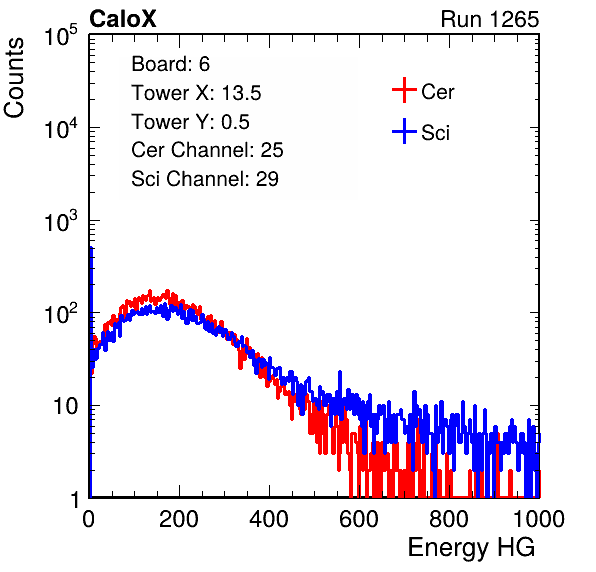 CaloX Run 1265
Counts
10^5
10^4
10^3
10^2
10
1
Board: 6
Tower X: 13.5
Tower Y: 0.5
Cer Channel: 25
Sci Channel: 29
Cer
Sci
0 200 400 600 800 1000
Energy HG